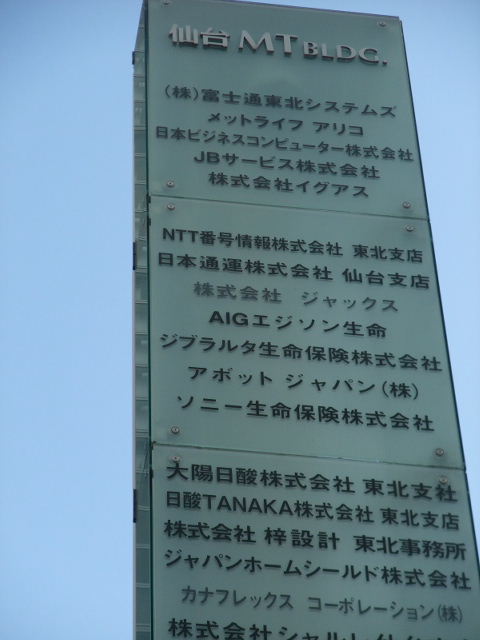 仙台 MT BLDG.
（株）富士通東北システムズ
メットライフ アリコ
日本ビジネスコンピューター株式会社
JBサービス株式会社
株式会社イグアス
NTT番号情報株式会社 東北支店
日本通運株式会社 仙台支店
株式会社 ジャックス
AIGエジソン生命
ジブラルタ生命保険株式会社
アボット ジャパン（株）
ソニー生命保険株式会社
大陽日酸株式会社 東北支社
日酸TANAKA株式会社 東北支店
株式会社 梓設計 東北事務所
ジャパンホームシールド株式会社
カナフレックス コーポレーション（株）